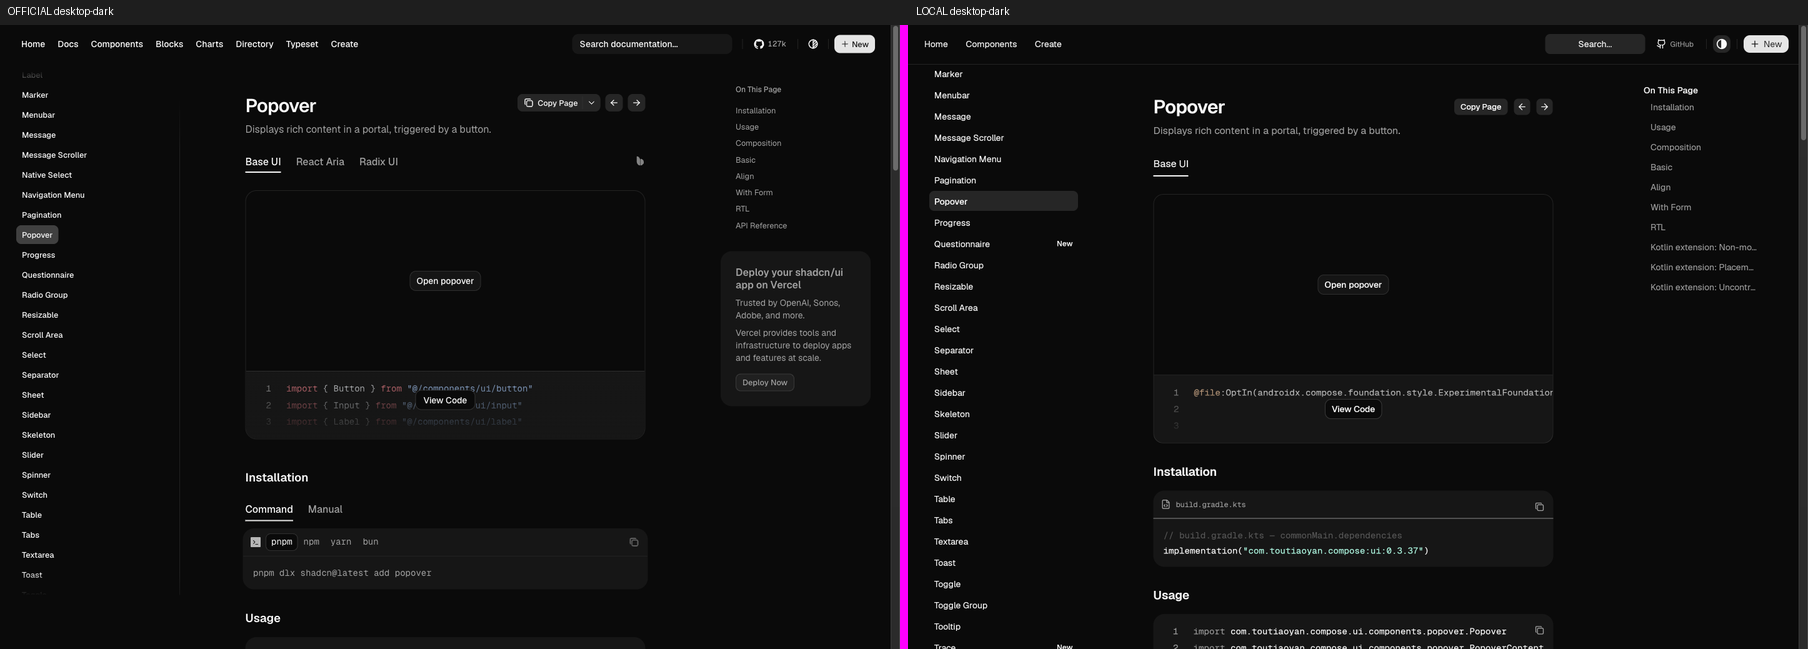 OFFICIAL desktop-dark
Home Docs Components Blocks Charts Directory Typeset Create
Search documentation...
127k
+ New
Label
Marker
Menubar
Message
Message Scroller
Native Select
Navigation Menu
Pagination
Popover
Progress
Questionnaire
Radio Group
Resizable
Scroll Area
Select
Separator
Sheet
Sidebar
Skeleton
Slider
Spinner
Switch
Table
Tabs
Textarea
Toast
Popover
Copy Page
Displays rich content in a portal, triggered by a button.
Base UI React Aria Radix UI
Open popover
1 import { Button } from "@/components/ui/button"
2 import { Input } from "@/ ui/input"
3 import { Label } from "@/components/ui/label"
View Code
Installation
Command Manual
pnpm npm yarn bun
pnpm dlx shadcn@latest add popover
Usage
On This Page
Installation
Usage
Composition
Basic
Align
With Form
RTL
API Reference
Deploy your shadcn/ui
app on Vercel
Trusted by OpenAI, Sonos,
Adobe, and more.
Vercel provides tools and
infrastructure to deploy apps
and features at scale.
Deploy Now
LOCAL desktop-dark
Home Components Create
Search...
GitHub
+ New
Marker
Menubar
Message
Message Scroller
Navigation Menu
Pagination
Popover
Progress
Questionnaire New
Radio Group
Resizable
Scroll Area
Select
Separator
Sheet
Sidebar
Skeleton
Slider
Spinner
Switch
Table
Tabs
Textarea
Toast
Toggle
Toggle Group
Tooltip
Trace New
Popover
Copy Page
Displays rich content in a portal, triggered by a button.
Base UI
Open popover
1 @file:OptIn(androidx.compose.foundation.style.ExperimentalFoundation
2
3
View Code
Installation
build.gradle.kts
// build.gradle.kts — commonMain.dependencies
implementation("com.toutiaoyan.compose:ui:0.3.37")
Usage
1 import com.toutiaoyan.compose.ui.components.popover.Popover
2 import com.toutiaoyan.compose.ui.components.popover.PopoverContent
On This Page
Installation
Usage
Composition
Basic
Align
With Form
RTL
Kotlin extension: Non-mo...
Kotlin extension: Placem...
Kotlin extension: Uncontr...